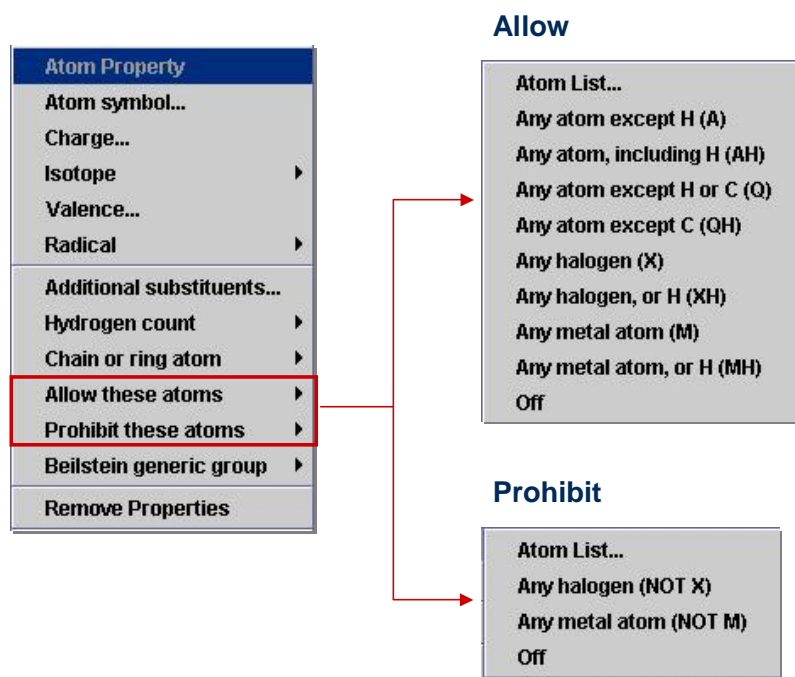 Atom Property
Atom symbol...
Charge...
Isotope
Valence...
Radical
Additional substituents...
Hydrogen count
Chain or ring atom
Allow these atoms
Prohibit these atoms
Beilstein generic group
Remove Properties
Allow
Atom List...
Any atom except H (A)
Any atom, including H (AH)
Any atom except H or C (Q)
Any atom except C (QH)
Any halogen (X)
Any halogen, or H (XH)
Any metal atom (M)
Any metal atom, or H (MH)
Off
Prohibit
Atom List...
Any halogen (NOT X)
Any metal atom (NOT M)
Off